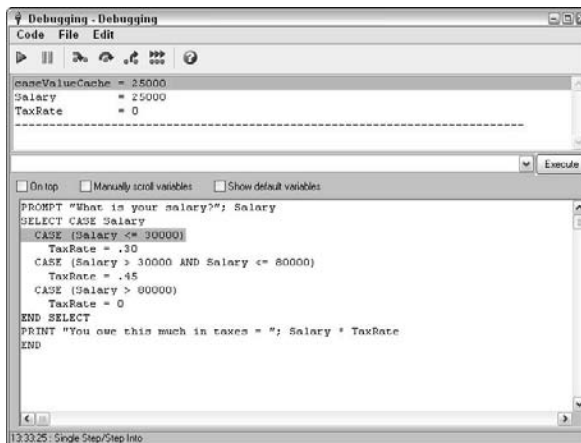 Debugging - Debugging
Code File Edit
caseValueCache = 25000
Salary = 25000
TaxRate = 0
--------------------------------------------------------------------------------
Execute
On top Manually scroll variables Show default variables
PROMPT "What is your salary?"; Salary
SELECT CASE Salary
CASE (Salary <= 30000)
TaxRate = .30
CASE (Salary > 30000 AND Salary <= 80000)
TaxRate = .45
CASE (Salary > 80000)
TaxRate = 0
END SELECT
PRINT "You owe this much in taxes = "; Salary * TaxRate
END
13:33:25 : Single Step/Step Into